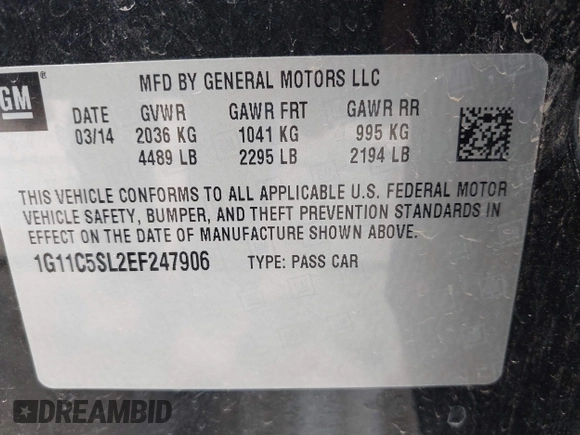 GM ®
MFD BY GENERAL MOTORS LLC
DATE GVWR GAWR FRT GAWR RR
03/14 2036 KG 1041 KG 995 KG
4489 LB 2295 LB 2194 LB
THIS VEHICLE CONFORMS TO ALL APPLICABLE U.S. FEDERAL MOTOR
VEHICLE SAFETY, BUMPER, AND THEFT PREVENTION STANDARDS IN
EFFECT ON THE DATE OF MANUFACTURE SHOWN ABOVE.
1G11C5SL2EF247906 TYPE: PASS CAR
DREAMBID